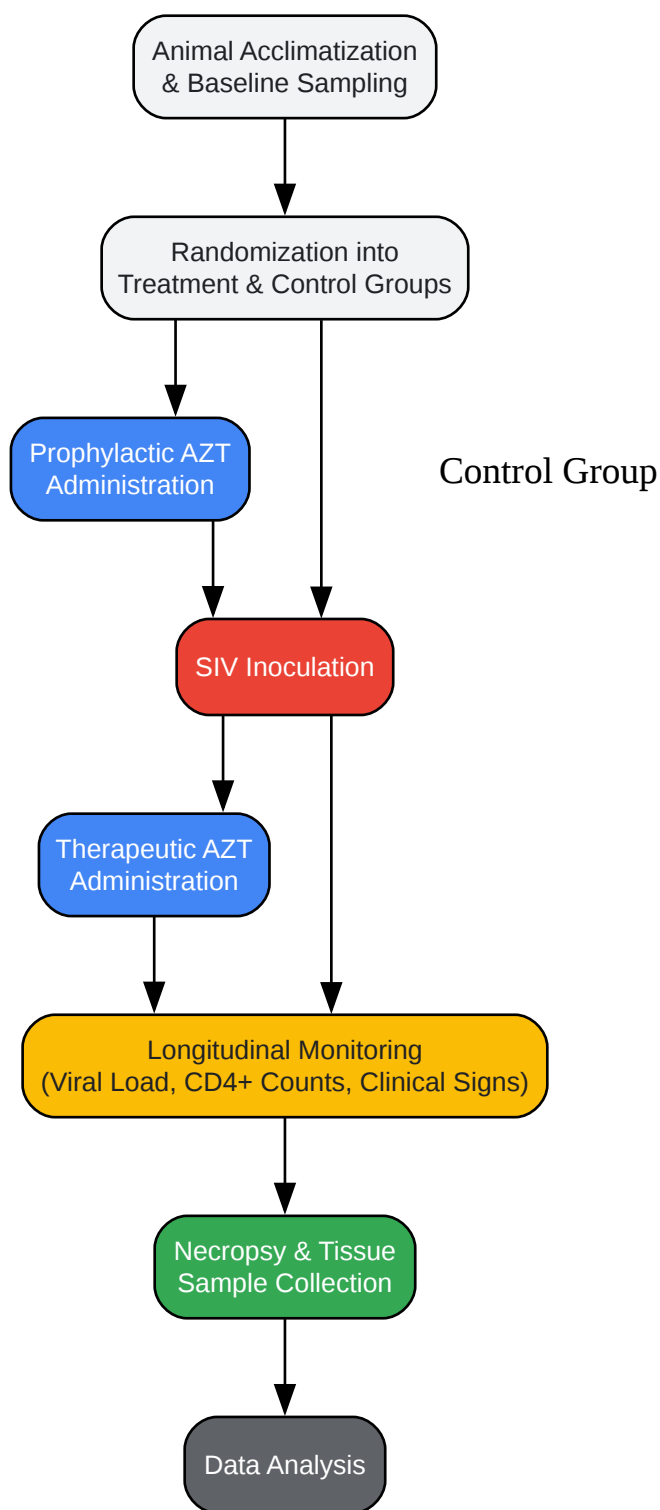 Animal Acclimatization
& Baseline Sampling
Randomization into
Treatment & Control Groups
Prophylactic AZT
Administration
Control Group
SIV Inoculation
Therapeutic AZT
Administration
Longitudinal Monitoring
(Viral Load, CD4+ Counts, Clinical Signs)
Necropsy & Tissue
Sample Collection
Data Analysis